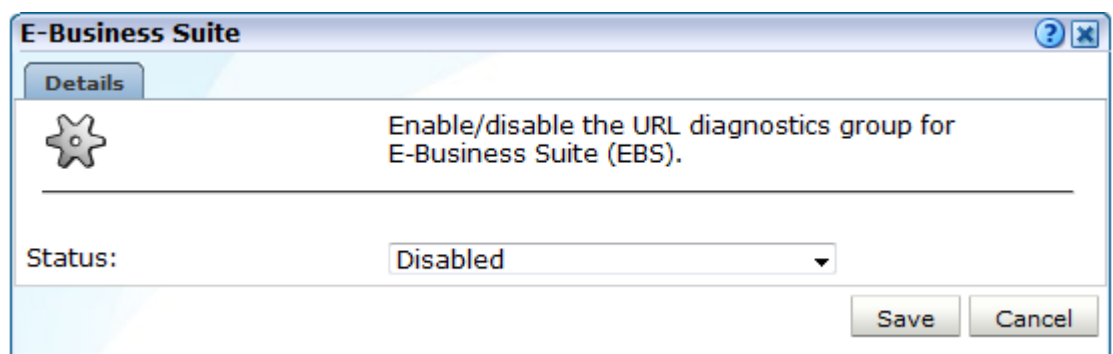 E-Business Suite
?
Details
Enable/disable the URL diagnostics group for
E-Business Suite (EBS).
Status:
Disabled
Save
Cancel